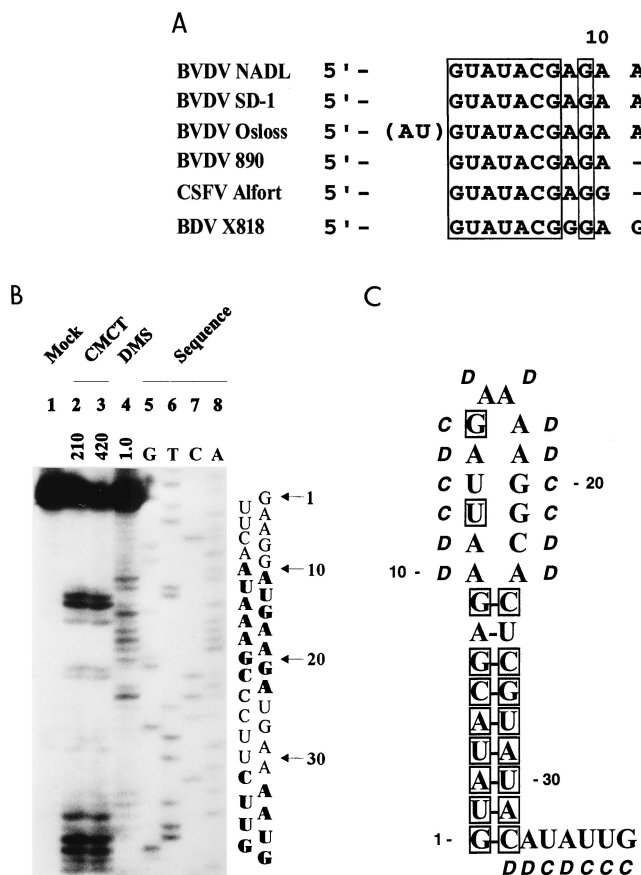 A
10
BVDV NADL 5'- GUAUACGAGA A
BVDV SD-1 5'- GUAUACGAGA A
BVDV Osloss 5'- (AU)GUAUACGAGA A
BVDV 890 5'- GUAUACGAGA -
CSFV Alfort 5'- GUAUACGAGG -
BDV X818 5'- GUAUACGGGA G
B
Mock CMCT DMS Sequence
1 2 3 4 5 6 7 8
210 420 1.0 G T C A
1
10
20
30
C
D D
AA
C G A D
D A A D
C U G C - 20
C U G C
D A C D
10 - D A A
G-C
A-U
G-C
C-G
A-U
U-A
A-U - 30
U-A
1- G-CAUAUUG
DDCDCCC